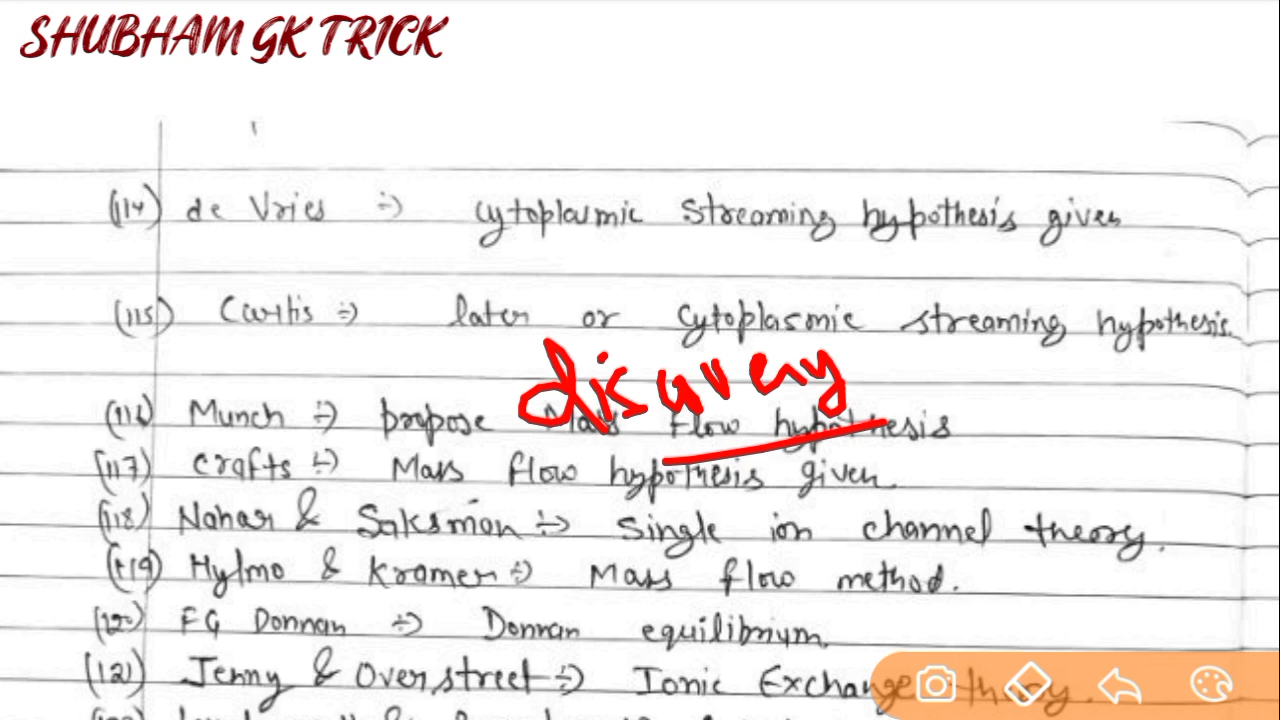 SHUBHAM GK TRICK
(114) de Vries ÷) cytoplasmic streaming hypothesis given
(115) Curtis ÷) later or cytoplasmic streaming hypothesis.
discovery
(116) Munch ÷) propose Mass flow hypothesis
(117) Crafts ÷) Mass flow hypothesis given.
(118) Nahar & Saksman ÷) Single ion channel theory.
(119) Hylmo & Kramer ÷) Mass flow method.
(120) FG Donnan ÷) Donnan equilibrium.
(121) Jenny & Overstreet ÷) Ionic Exchange theory.